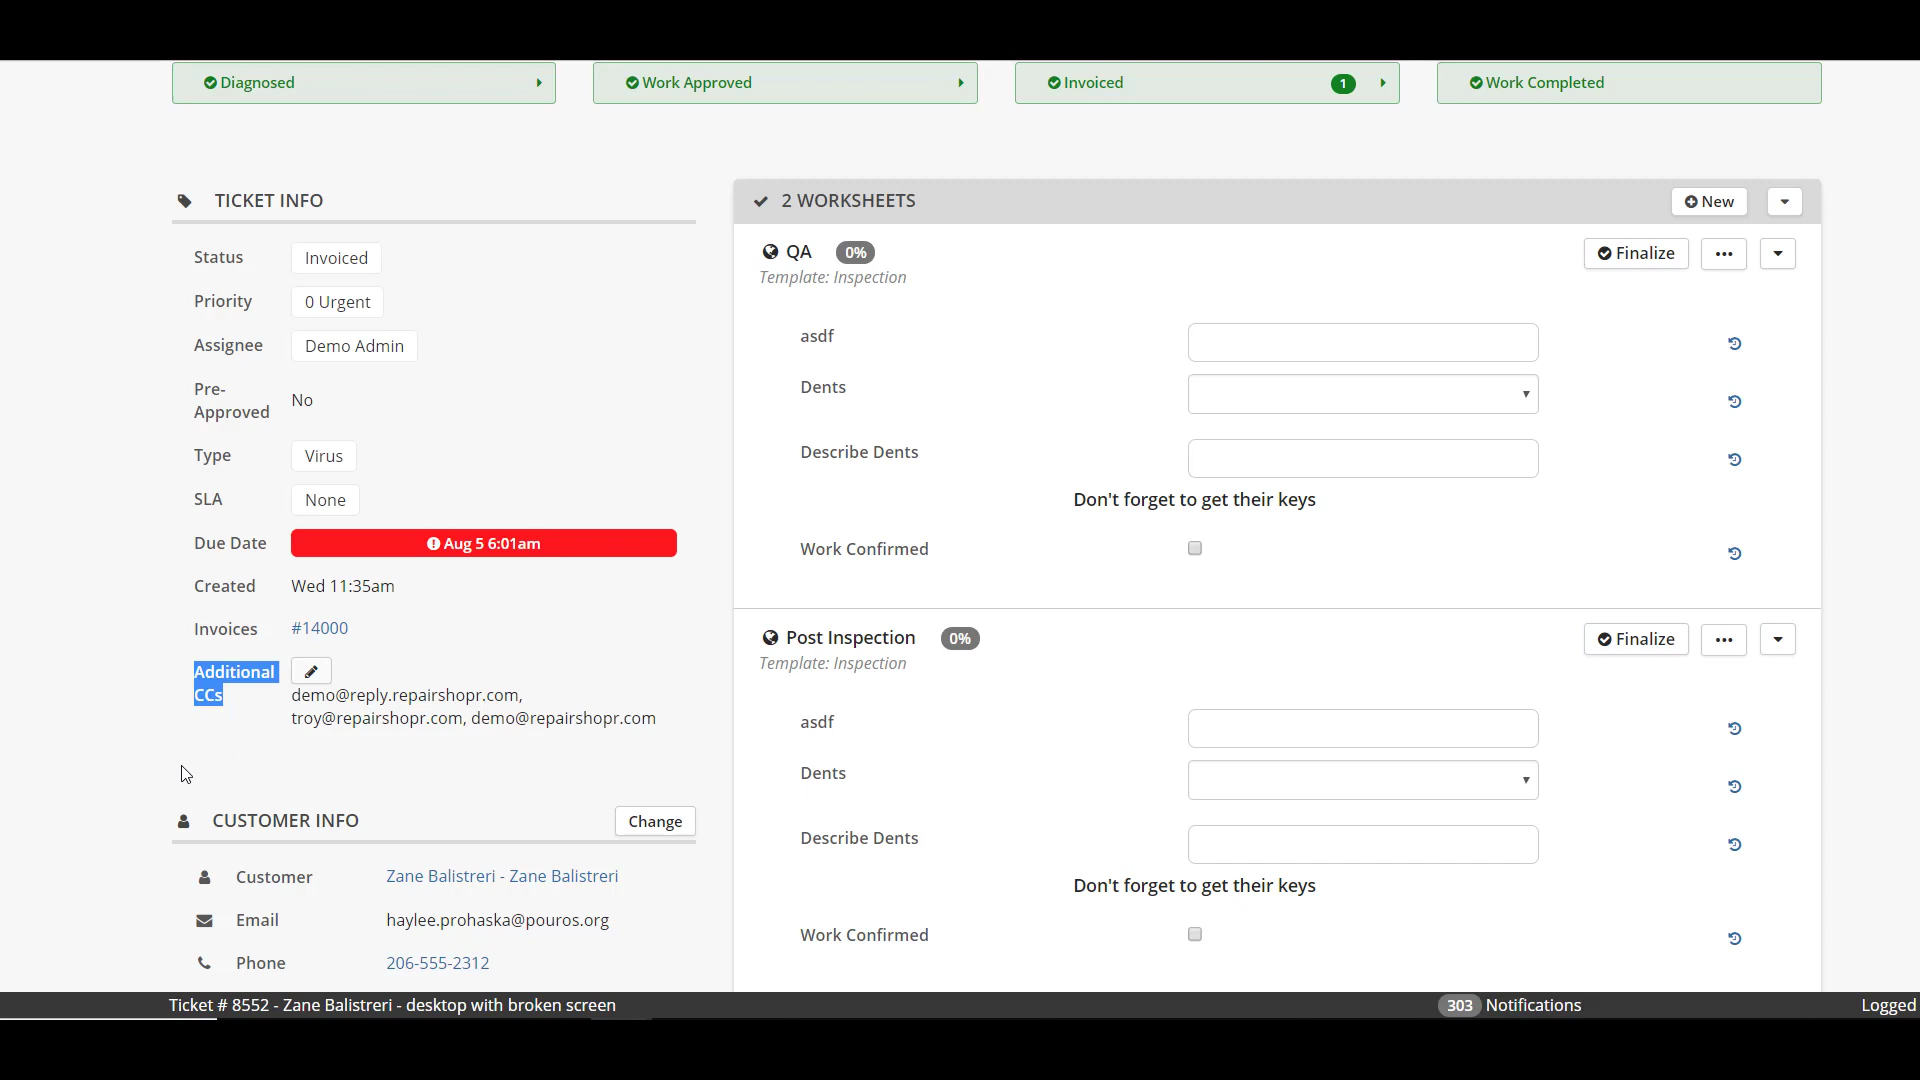 Diagnosed
Work Approved
Invoiced 1
Work Completed
TICKET INFO
Status Invoiced
Priority 0 Urgent
Assignee Demo Admin
Pre-
Approved No
Type Virus
SLA None
Due Date Aug 5 6:01am
Created Wed 11:35am
Invoices #14000
Additional
CCs demo@reply.repairshopr.com,
troy@repairshopr.com, demo@repairshopr.com
CUSTOMER INFO Change
Customer Zane Balistreri - Zane Balistreri
Email haylee.prohaska@pouros.org
Phone 206-555-2312
2 WORKSHEETS New
QA 0% Finalize
Template: Inspection
asdf
Dents
Describe Dents
Don't forget to get their keys
Work Confirmed
Post Inspection 0% Finalize
Template: Inspection
asdf
Dents
Describe Dents
Don't forget to get their keys
Work Confirmed
Ticket # 8552 - Zane Balistreri - desktop with broken screen
303 Notifications
Logged